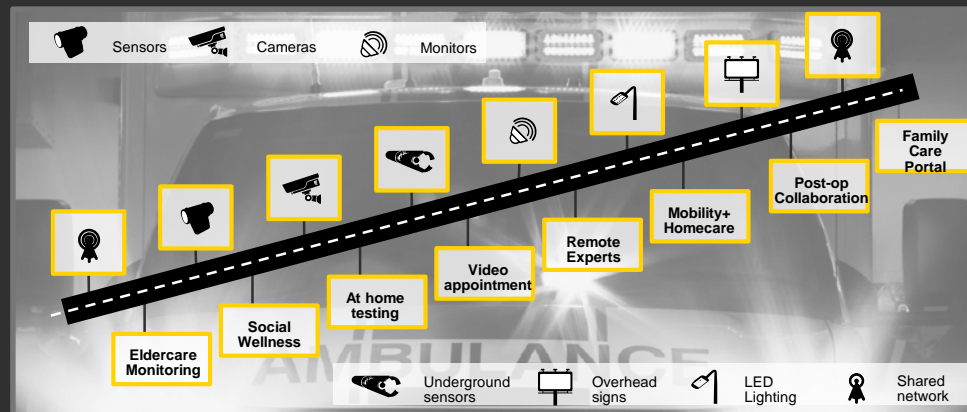 Sensors
Cameras
Monitors
Family
Care
Portal
Post-op
Collaboration
Mobility+
Homecare
Remote
Experts
Video
appointment
At home
testing
Social
Wellness
Eldercare
Monitoring
AMBULANCE
Underground
sensors
Overhead
signs
LED
Lighting
Shared
network